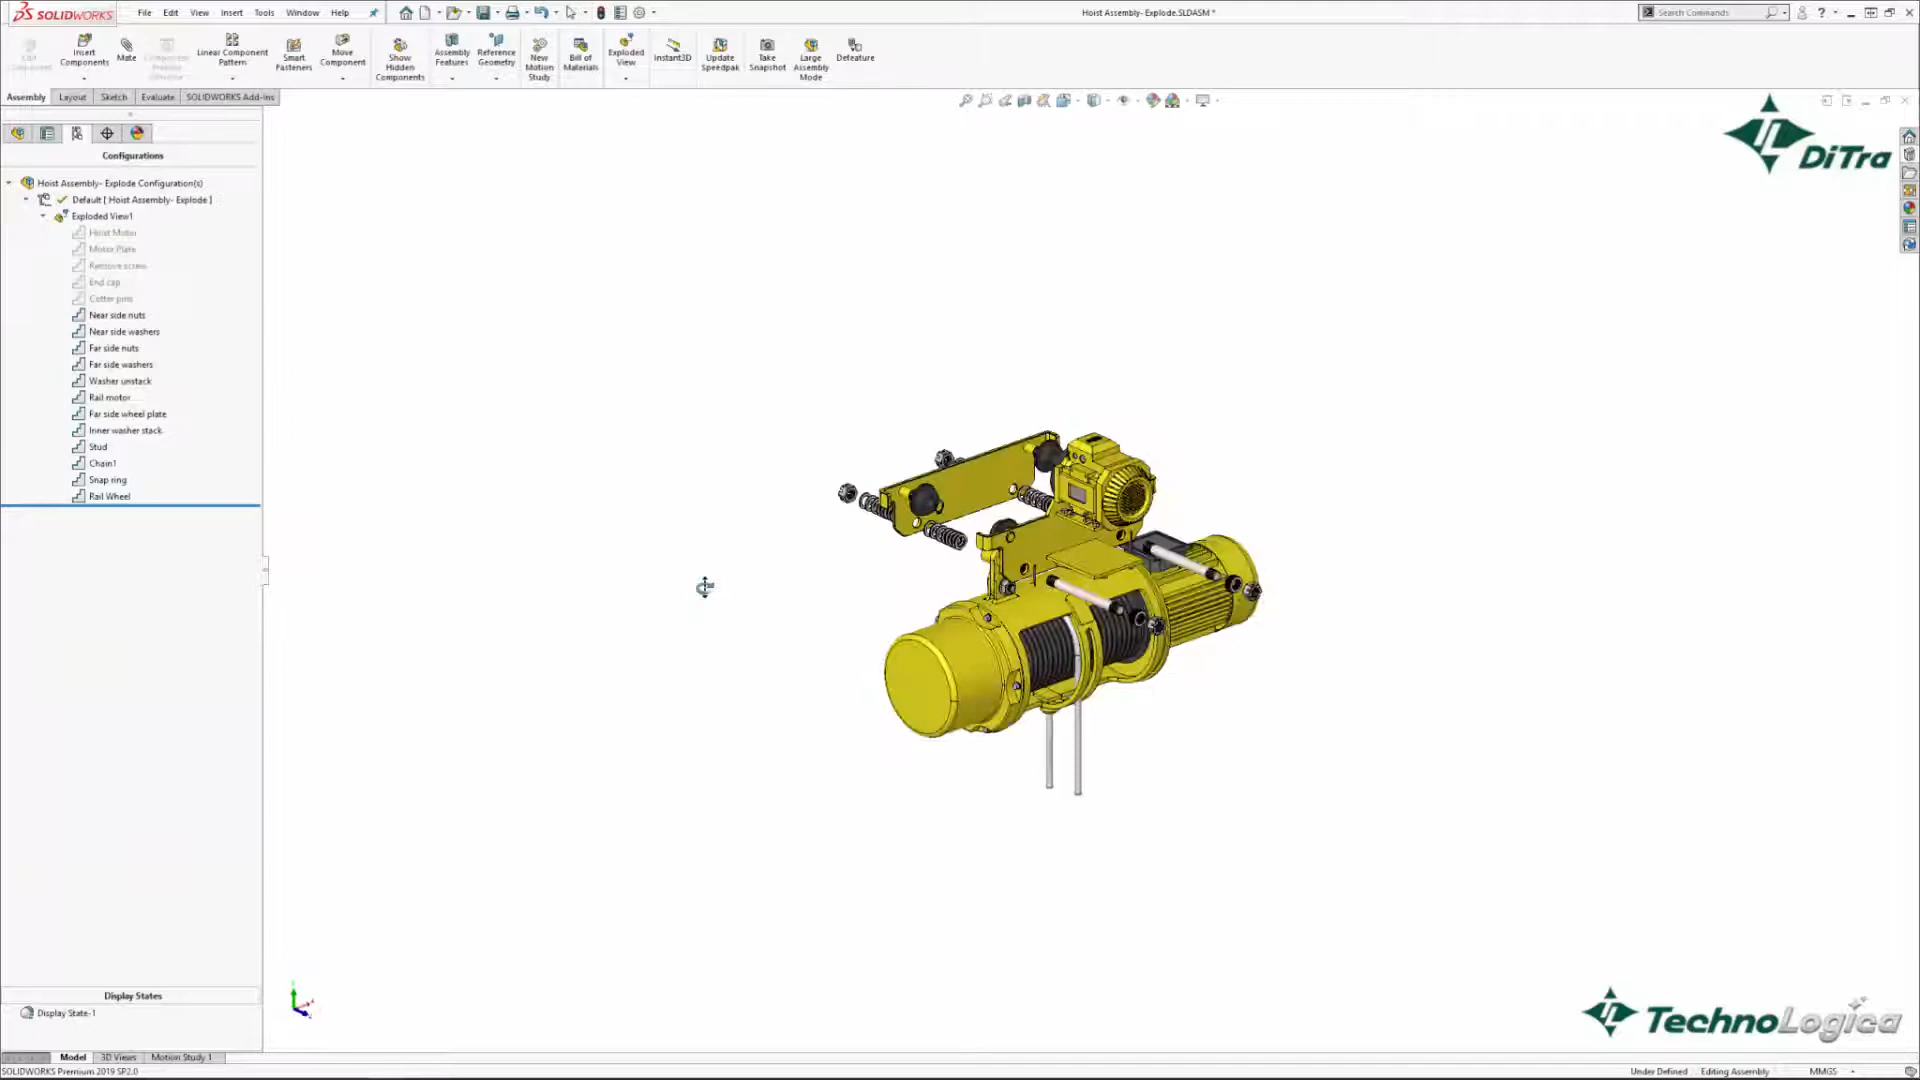 SOLIDWORKS
File Edit View Insert Tools Window Help
Hoist Assembly- Explode.SLDASM *
Search Commands
Edit Component
Insert Components
Mate
Component Preview Window
Linear Component Pattern
Smart Fasteners
Move Component
Show Hidden Components
Assembly Features
Reference Geometry
New Motion Study
Bill of Materials
Exploded View
Instant3D
Update Speedpak
Take Snapshot
Large Assembly Mode
Defeature
Assembly Layout Sketch Evaluate SOLIDWORKS Add-Ins
DiTra
Configurations
Hoist Assembly- Explode Configuration(s)
Default [ Hoist Assembly- Explode ]
Exploded View1
Hoist Motor
Motor Plate
Remove screw
End cap
Cotter pins
Near side nuts
Near side washers
Far side nuts
Far side washers
Washer unstack
Rail motor
Far side wheel plate
Inner washer stack
Stud
Chain1
Snap ring
Rail Wheel
Display States
Display State-1
TechnoLogica
Model 3D Views Motion Study 1
SOLIDWORKS Premium 2019 SP2.0
Under Defined Editing Assembly MMGS